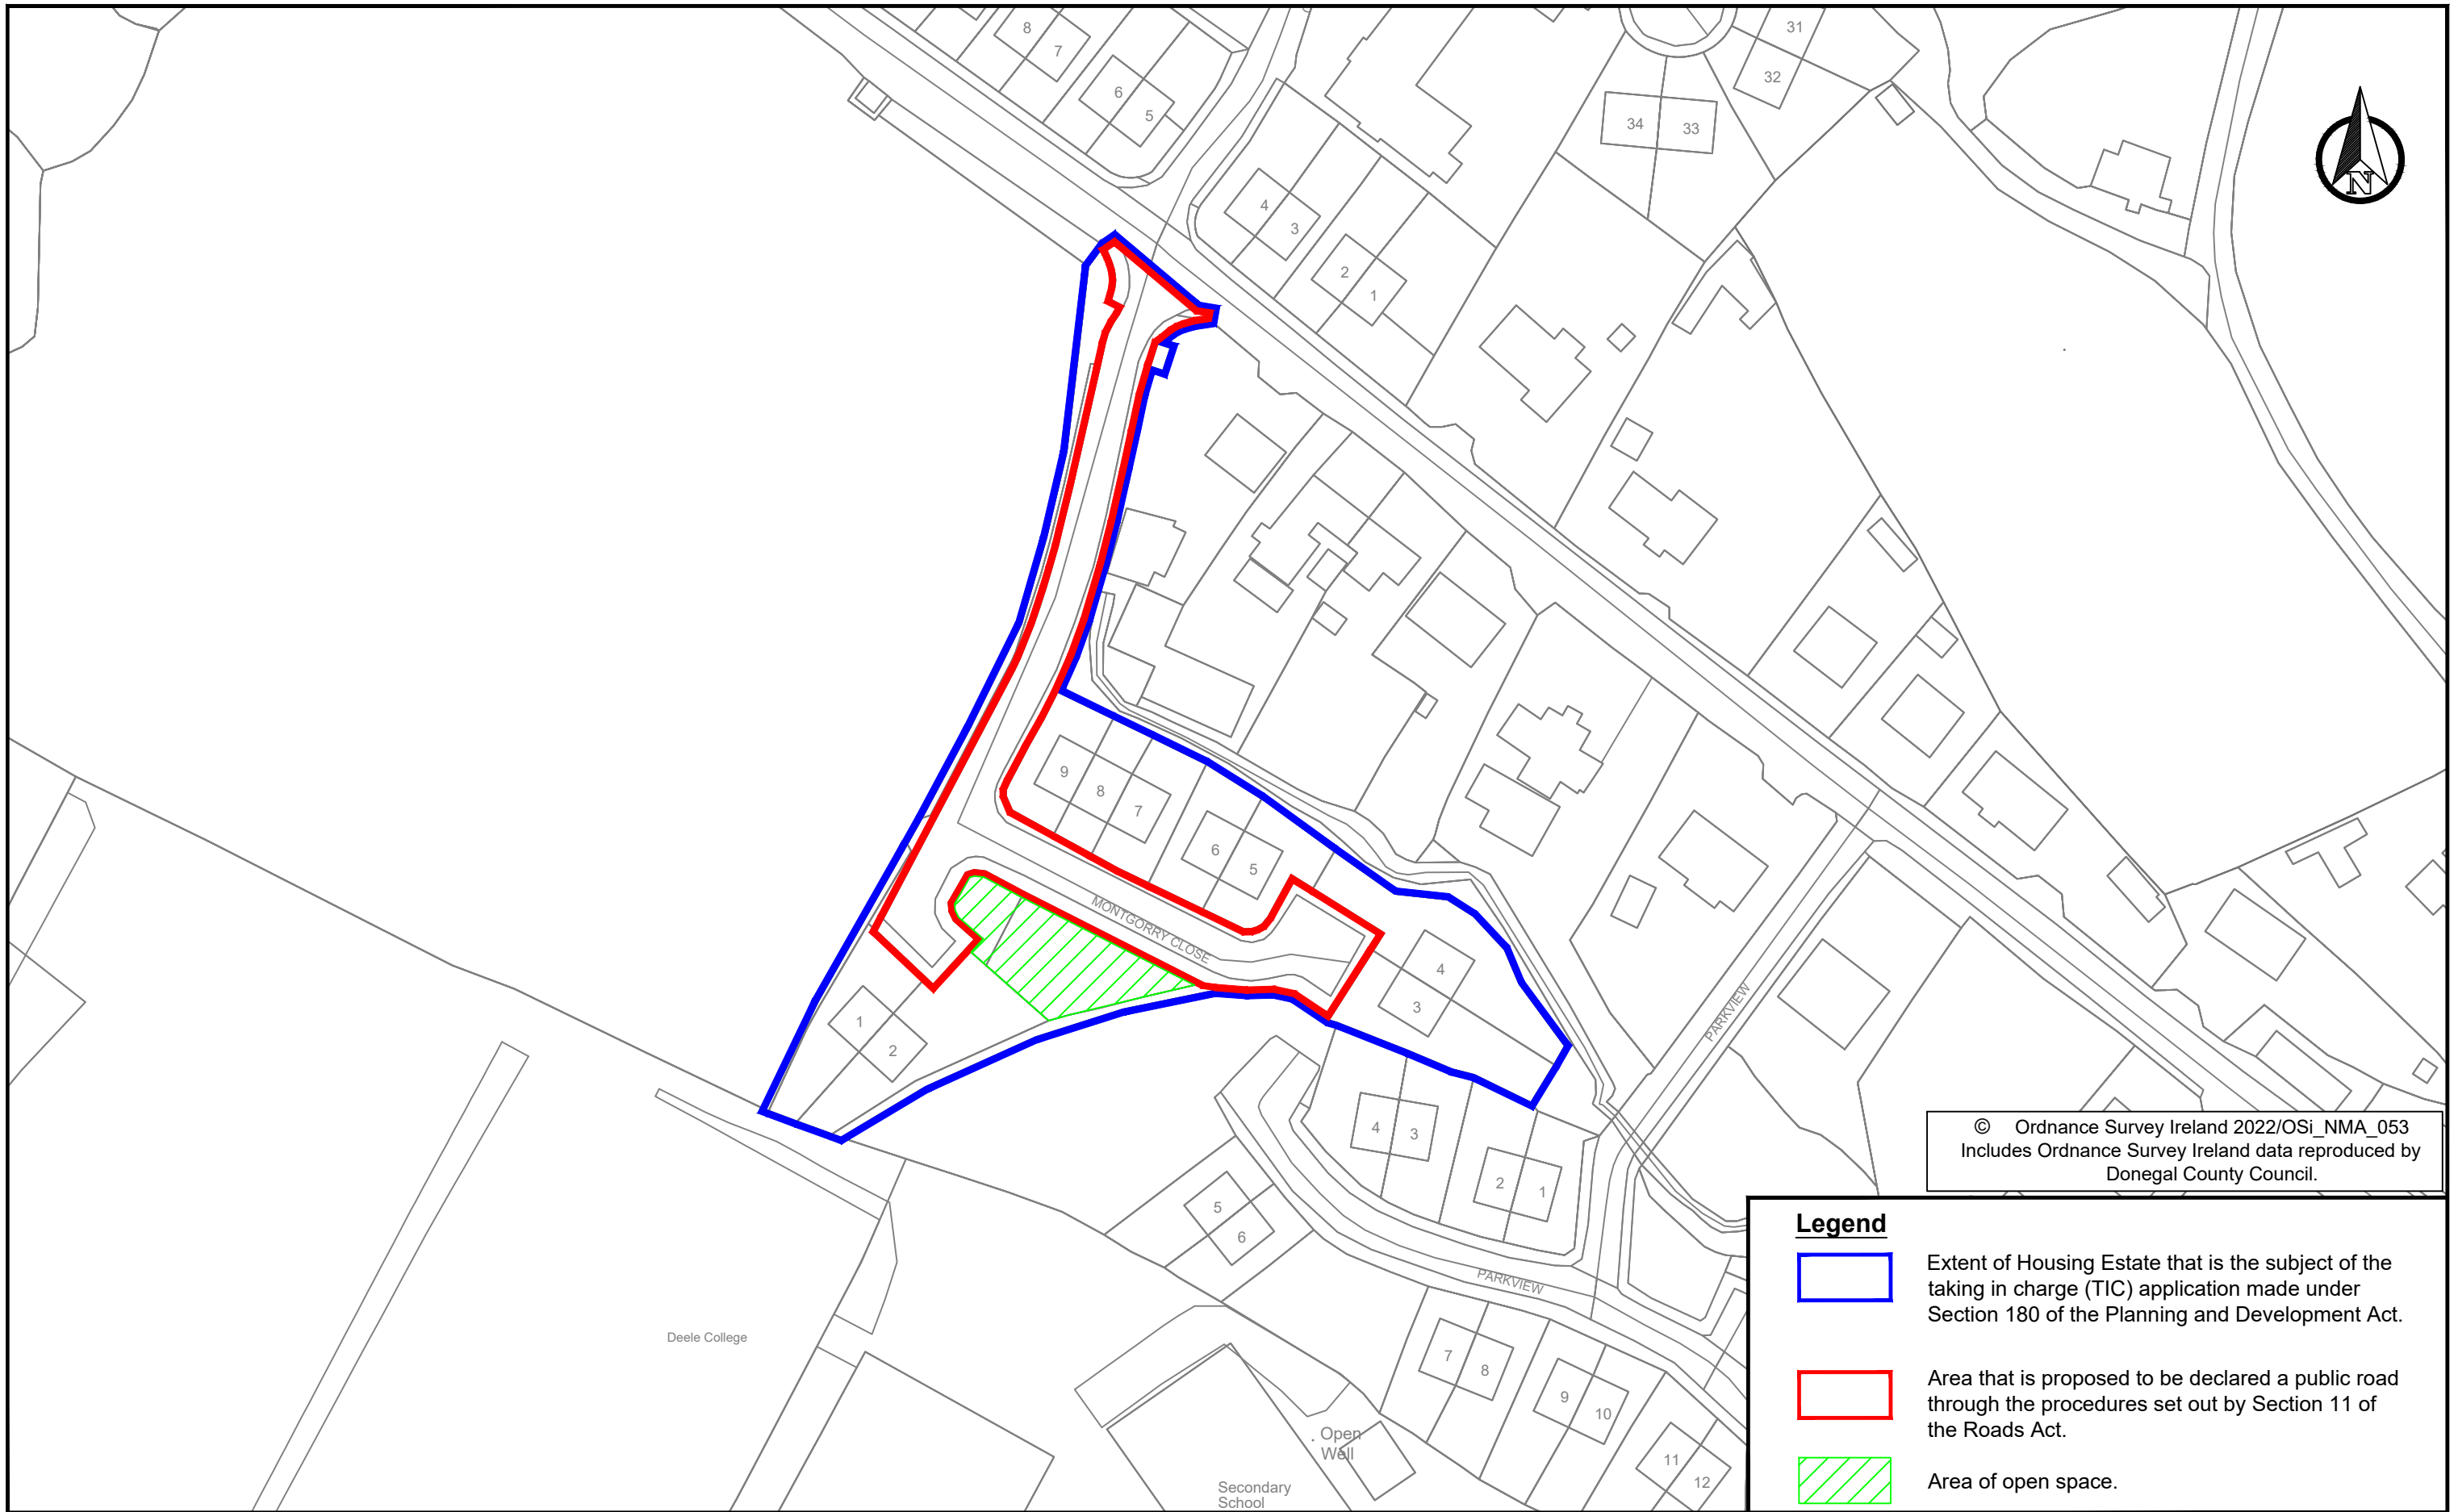 8
7
6
5
31
32
34
33
4
3
2
1
N
9
8
7
6
5
MONTGORRY CLOSE
4
3
1
2
PARKVIEW
4
3
2
1
5
6
PARKVIEW
7
8
9
10
11
12
Deele College
Open
Well
Secondary
School
© Ordnance Survey Ireland 2022/OSi_NMA_053
Includes Ordnance Survey Ireland data reproduced by
Donegal County Council.
Legend
Extent of Housing Estate that is the subject of the
taking in charge (TIC) application made under
Section 180 of the Planning and Development Act.
Area that is proposed to be declared a public road
through the procedures set out by Section 11 of
the Roads Act.
Area of open space.